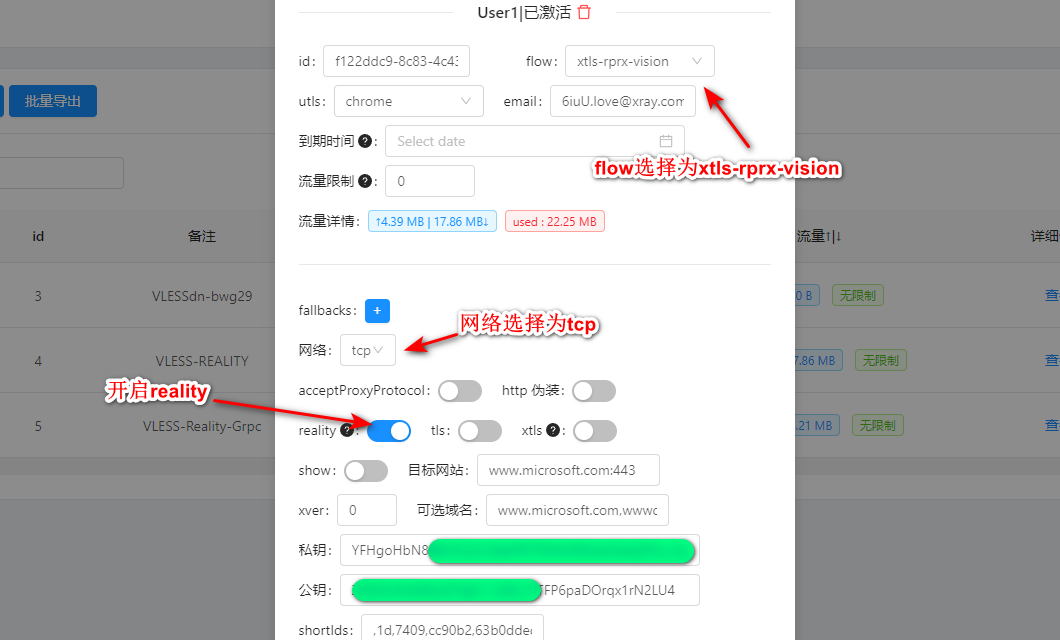 User1|已激活
id: f122ddc9-8c83-4c43 flow: xtls-rprx-vision
批量导出
utls: chrome email: 6iuU.love@xray.com
到期时间 ?: Select date
flow选择为xtls-rprx-vision
流量限制 ?: 0
流量详情: ↑4.39 MB | 17.86 MB↓ used : 22.25 MB
id 备注 流量↑|↓ 详细
3 VLESSdn-bwg29 0 B 无限制 查
fallbacks: +
网络选择为tcp
网络: tcp
4 VLESS-REALITY 7.86 MB 无限制 查
acceptProxyProtocol: http 伪装:
开启reality
5 VLESS-Reality-Grpc .21 MB 无限制 查
reality ?: tls: xtls ?:
show: 目标网站: www.microsoft.com:443
xver: 0 可选域名: www.microsoft.com,www
私钥: YFHgoHbN8
公钥: FP6paDOrqx1rN2LU4
shortIds: ,1d,7409,cc90b2,63b0dde